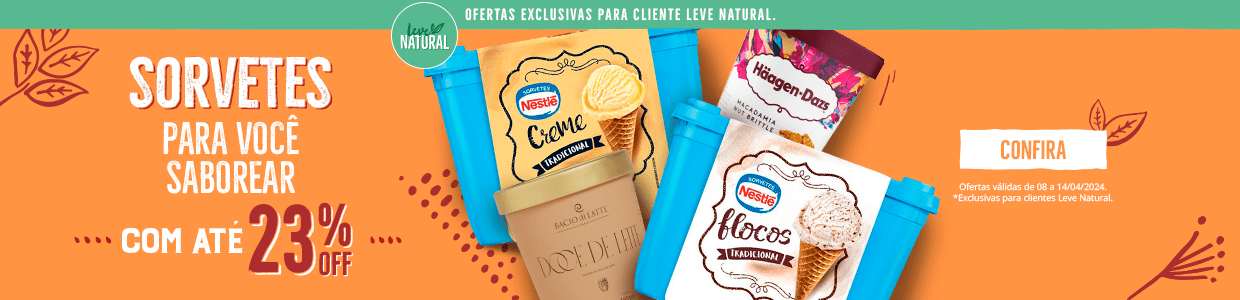 OFERTAS EXCLUSIVAS PARA CLIENTE LEVE NATURAL.
leve
NATURAL
SORVETES
PARA VOCÊ
SABOREAR
COM ATÉ 23% OFF
SORVETES
Nestlé
Creme
TRADICIONAL
Häagen-Dazs
MACADAMIA
NUT BRITTLE
BACIO di LATTE
DOCE DE LEITE
SORVETES
Nestlé
flocos
TRADICIONAL
CONFIRA
Ofertas válidas de 08 a 14/04/2024.
*Exclusivas para clientes Leve Natural.